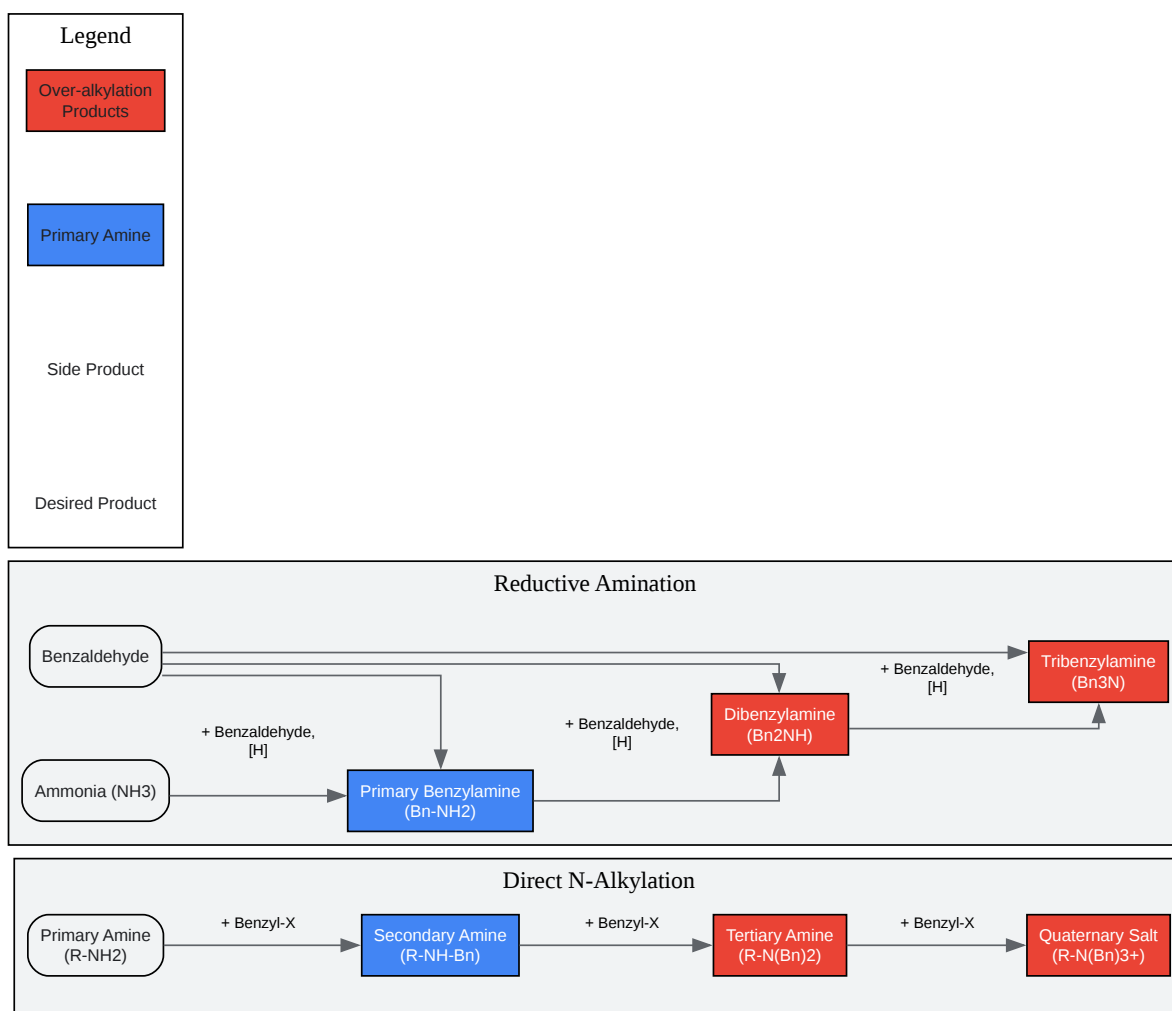 Legend
Over-alkylation
Products
Primary Amine
Side Product
Desired Product
Reductive Amination
Benzaldehyde
Ammonia (NH3)
+ Benzaldehyde,
[H]
Primary Benzylamine
(Bn-NH2)
+ Benzaldehyde,
[H]
Dibenzylamine
(Bn2NH)
+ Benzaldehyde,
[H]
Tribenzylamine
(Bn3N)
Direct N-Alkylation
Primary Amine
(R-NH2)
+ Benzyl-X
Secondary Amine
(R-NH-Bn)
+ Benzyl-X
Tertiary Amine
(R-N(Bn)2)
+ Benzyl-X
Quaternary Salt
(R-N(Bn)3+)